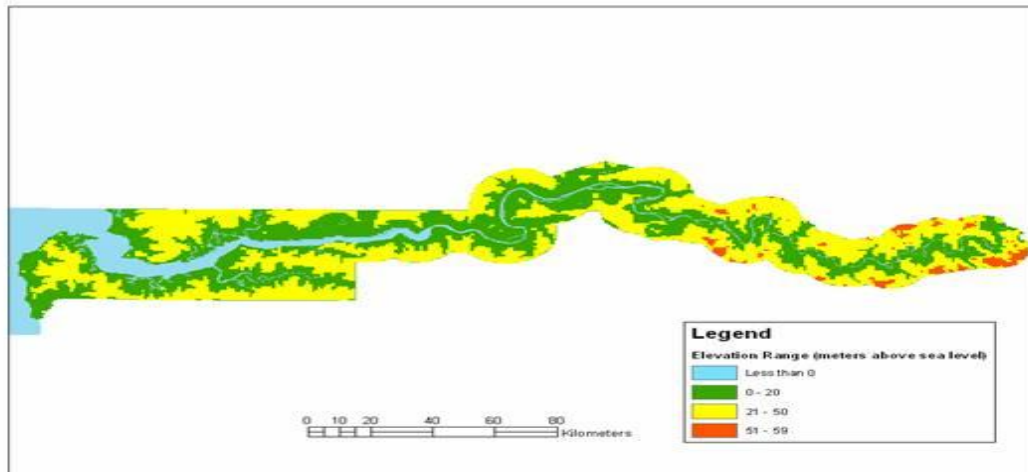 Legend
Elevation Range (meters above sea level)
Less than 0
0 - 20
21 - 50
51 - 59
0 10 20 40 60 80
Kilometers